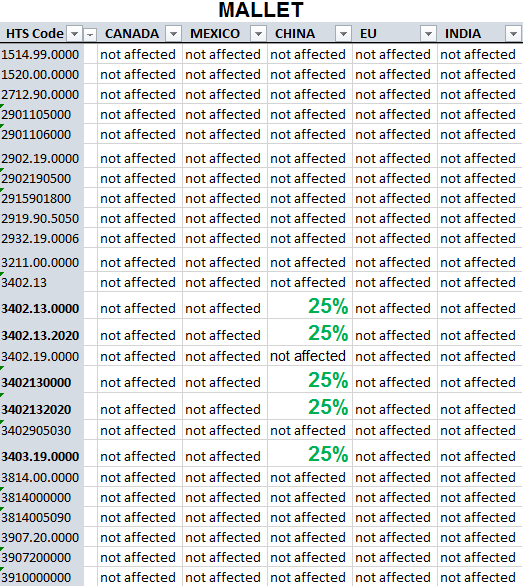 MALLET
HTS Code CANADA MEXICO CHINA EU INDIA
1514.99.0000 not affected not affected not affected not affected not affected
1520.00.0000 not affected not affected not affected not affected not affected
2712.90.0000 not affected not affected not affected not affected not affected
2901105000 not affected not affected not affected not affected not affected
2901106000 not affected not affected not affected not affected not affected
2902.19.0000 not affected not affected not affected not affected not affected
2902190500 not affected not affected not affected not affected not affected
2915901800 not affected not affected not affected not affected not affected
2919.90.5050 not affected not affected not affected not affected not affected
2932.19.0006 not affected not affected not affected not affected not affected
3211.00.0000 not affected not affected not affected not affected not affected
3402.13 not affected not affected not affected not affected not affected
3402.13.0000 not affected not affected 25% not affected not affected
3402.13.2020 not affected not affected 25% not affected not affected
3402.19.0000 not affected not affected not affected not affected not affected
3402130000 not affected not affected 25% not affected not affected
3402132020 not affected not affected 25% not affected not affected
3402905030 not affected not affected not affected not affected not affected
3403.19.0000 not affected not affected 25% not affected not affected
3814.00.0000 not affected not affected not affected not affected not affected
3814000000 not affected not affected not affected not affected not affected
3814005090 not affected not affected not affected not affected not affected
3907.20.0000 not affected not affected not affected not affected not affected
3907200000 not affected not affected not affected not affected not affected
3910000000 not affected not affected not affected not affected not affected